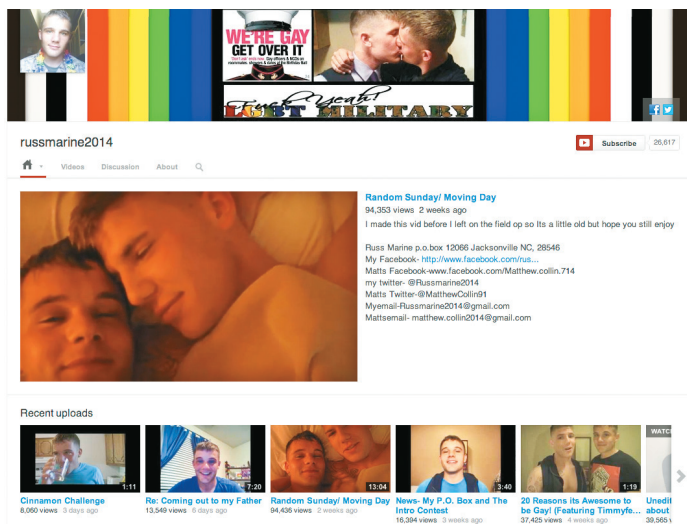 WE'RE GAY
GET OVER IT
Fuck Yeah!
LGBT MILITARY
russmarine2014
Subscribe
26,617
Videos Discussion About
Random Sunday/ Moving Day
94,353 views 2 weeks ago
I made this vid before I left on the field op so Its a little old but hope you still enjoy
Russ Marine p.o.box 12066 Jacksonville NC, 28546
My Facebook- http://www.facebook.com/rus...
Matts Facebook-www.facebook.com/Matthew.collin.714
my twitter- @Russmarine2014
Matts Twitter-@MatthewCollin91
Myemail-Russmarine2014@gmail.com
Mattsemail- matthew.collin2014@gmail.com
Recent uploads
1:11
Cinnamon Challenge
8,060 views 3 days ago
7:20
Re: Coming out to my Father
13,549 views 6 days ago
13:04
Random Sunday/ Moving Day
94,436 views 2 weeks ago
3:40
News- My P.O. Box and The
Intro Contest
16,394 views 3 weeks ago
1:19
20 Reasons its Awesome to
be Gay! (Featuring Timmyfe...
37,425 views 4 weeks ago
WATC
Unedit
about
39,565 v